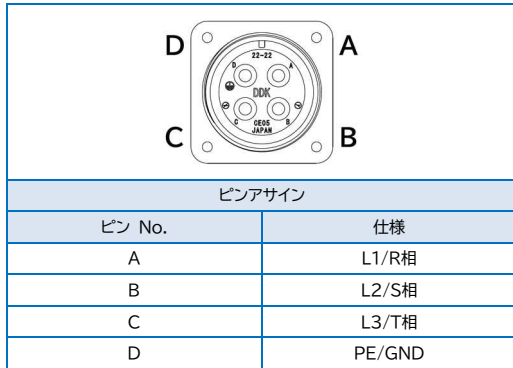 D
A
22-22
D
A
DDK
C
B
CE05
JAPAN
C
B
ピンアサイン
ピン No. 仕様
A L1/R相
B L2/S相
C L3/T相
D PE/GND